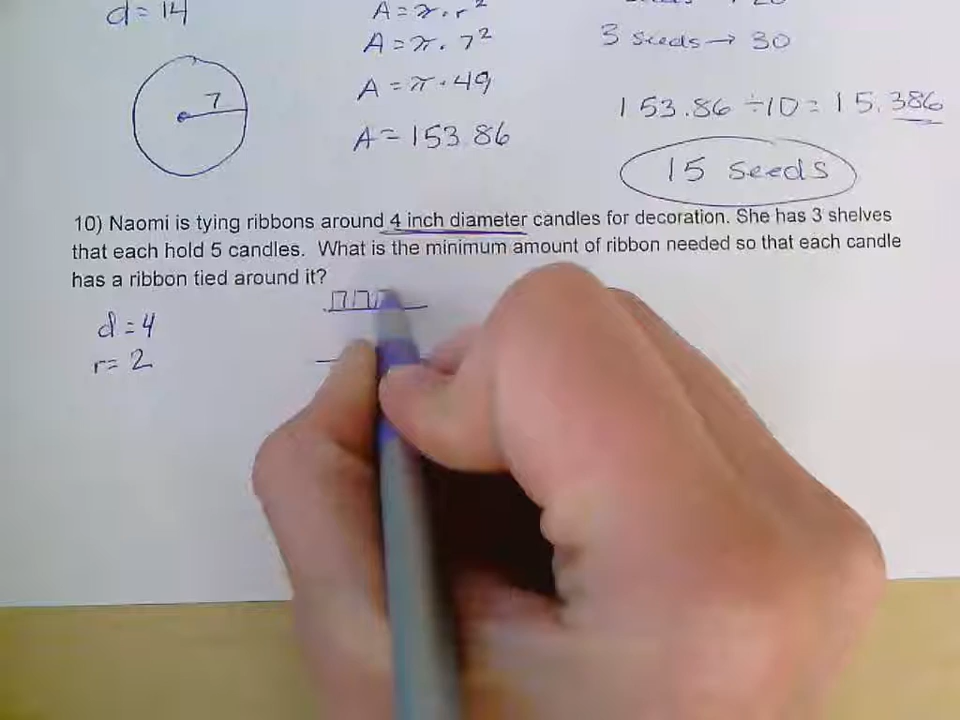 d = 14
A = π · r²
A = π · 7²
A = π · 49
A = 153.86
7
3 seeds → 30
153.86 ÷ 10 = 15.386
15 seeds
10) Naomi is tying ribbons around 4 inch diameter candles for decoration. She has 3 shelves
that each hold 5 candles. What is the minimum amount of ribbon needed so that each candle
has a ribbon tied around it?
d = 4
r = 2